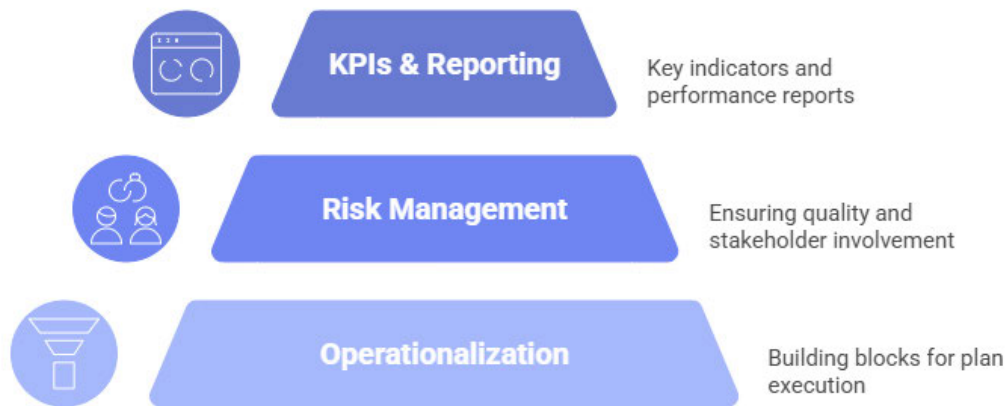 KPIs & Reporting
Key indicators and
performance reports
Risk Management
Ensuring quality and
stakeholder involvement
Operationalization
Building blocks for plan
execution